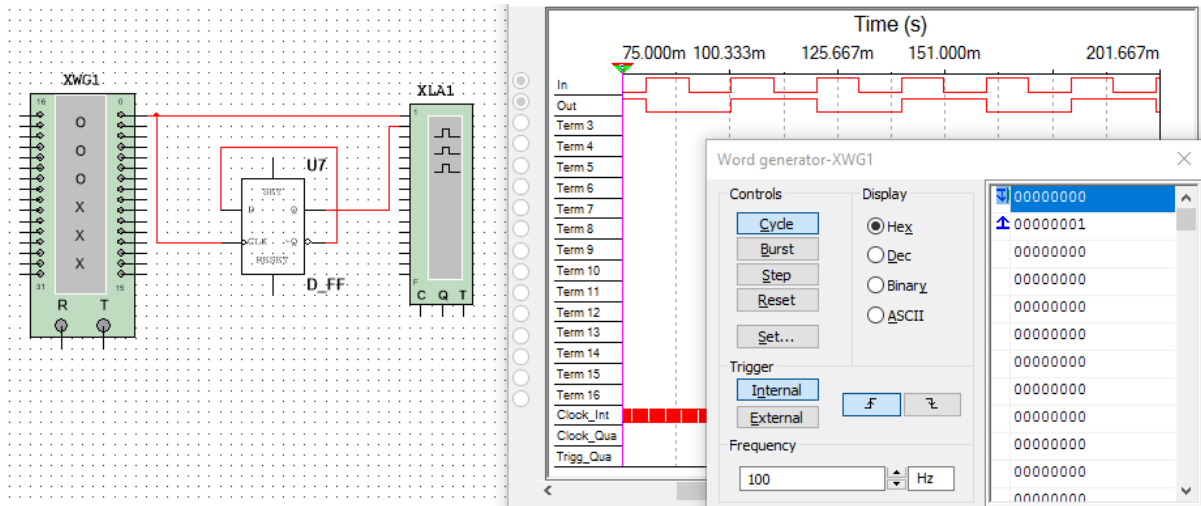 XWG1
16
0
O
O
O
X
X
X
31
15
R
T
U7
SET
D
Q
CLK
~Q
RESET
D_FF
XLA1
1
F
C Q T
Time (s)
75.000m 100.333m 125.667m 151.000m 201.667m
In
Out
Term 3
Term 4
Term 5
Term 6
Term 7
Term 8
Term 9
Term 10
Term 11
Term 12
Term 13
Term 14
Term 15
Term 16
Clock_Int
Clock_Qua
Trigg_Qua
Word generator-XWG1
Controls
Cycle
Burst
Step
Reset
Set...
Display
Hex
Dec
Binary
ASCII
Trigger
Internal
External
Frequency
100
Hz
00000000
00000001
00000000
00000000
00000000
00000000
00000000
00000000
00000000
00000000
00000000
00000000